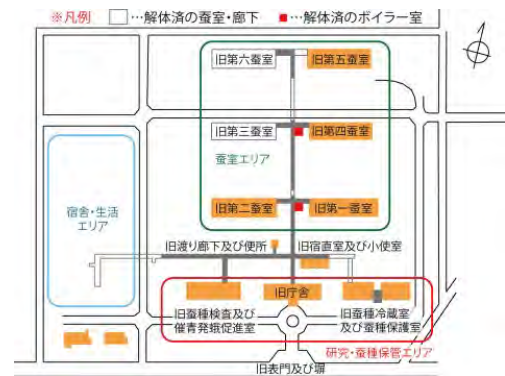 ※凡例 □…解体済の蚕室・廊下 ■…解体済のボイラー室
旧第六蚕室
旧第五蚕室
旧第三蚕室
旧第四蚕室
蚕室エリア
宿舎・生活
エリア
旧第二蚕室
旧第一蚕室
旧渡り廊下及び便所
旧宿直室及び小使室
旧庁舎
旧蚕種検査及び
催青発蛾促進室
旧蚕種冷蔵室
及び蚕種保護室
研究・蚕種保管エリア
旧表門及び塀